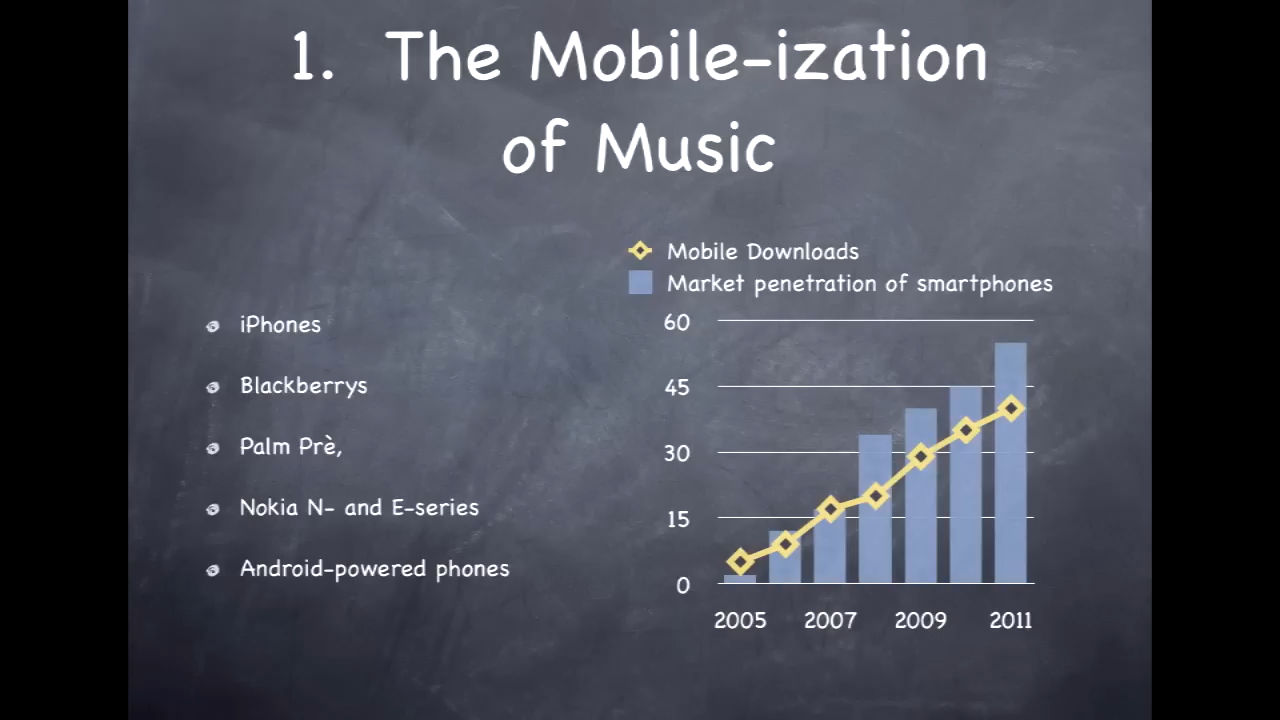 1. The Mobile-ization
of Music
iPhones
Blackberrys
Palm Prè,
Nokia N- and E-series
Android-powered phones
Mobile Downloads
Market penetration of smartphones
60
45
30
15
0
2005 2007 2009 2011